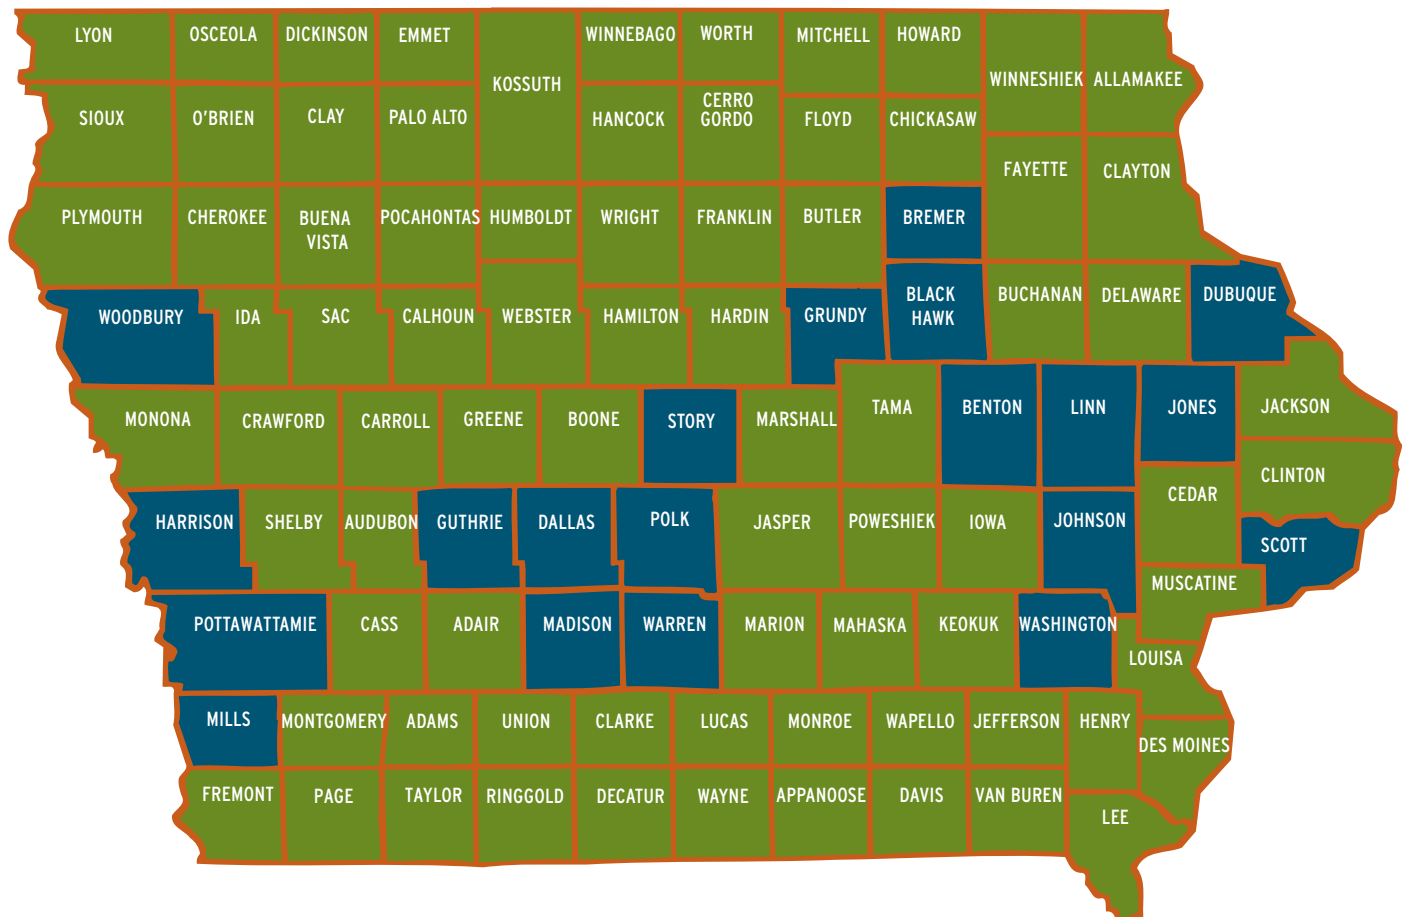 LYON
OSCEOLA
DICKINSON
EMMET
KOSSUTH
WINNEBAGO
WORTH
MITCHELL
HOWARD
WINNESHIEK
ALLAMAKEE
SIOUX
O'BRIEN
CLAY
PALO ALTO
HANCOCK
CERRO
GORDO
FLOYD
CHICKASAW
FAYETTE
CLAYTON
PLYMOUTH
CHEROKEE
BUENA
VISTA
POCAHONTAS
HUMBOLDT
WRIGHT
FRANKLIN
BUTLER
BREMER
WOODBURY
IDA
SAC
CALHOUN
WEBSTER
HAMILTON
HARDIN
GRUNDY
BLACK
HAWK
BUCHANAN
DELAWARE
DUBUQUE
MONONA
CRAWFORD
CARROLL
GREENE
BOONE
STORY
MARSHALL
TAMA
BENTON
LINN
JONES
JACKSON
CLINTON
CEDAR
HARRISON
SHELBY
AUDUBON
GUTHRIE
DALLAS
POLK
JASPER
POWESHIEK
IOWA
JOHNSON
SCOTT
MUSCATINE
POTTAWATTAMIE
CASS
ADAIR
MADISON
WARREN
MARION
MAHASKA
KEOKUK
WASHINGTON
LOUISA
MILLS
MONTGOMERY
ADAMS
UNION
CLARKE
LUCAS
MONROE
WAPELLO
JEFFERSON
HENRY
DES MOINES
FREMONT
PAGE
TAYLOR
RINGGOLD
DECATUR
WAYNE
APPANOOSE
DAVIS
VAN BUREN
LEE